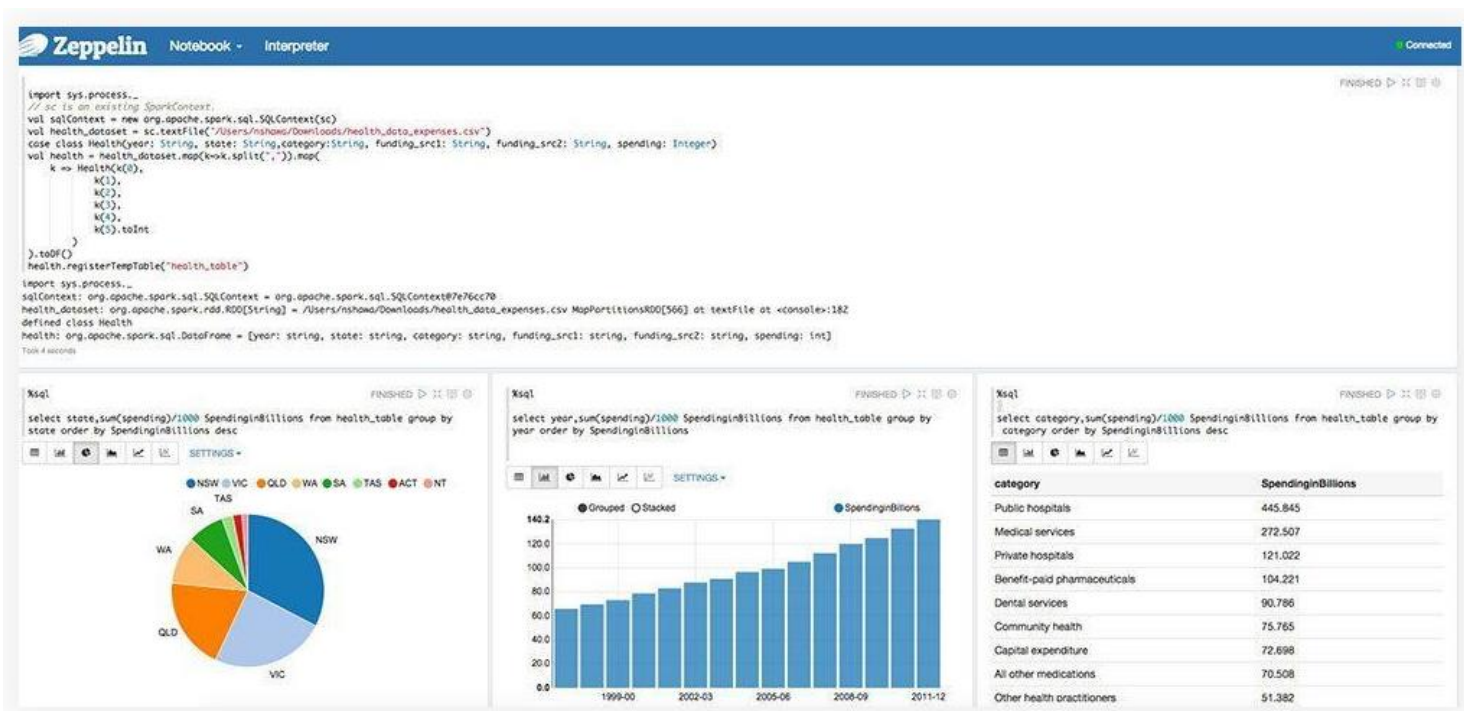 Zeppelin Notebook Interpreter Connected
FINISHED
import sys.process._
// sc is an existing SparkContext.
val sqlContext = new org.apache.spark.sql.SQLContext(sc)
val health_dataset = sc.textFile("/Users/nshawa/Downloads/health_data_expenses.csv")
case class Health(year: String, state: String,category:String, funding_src1: String, funding_src2: String, spending: Integer)
val health = health_dataset.map(k=>k.split(",")).map(
k => Health(k(0),
k(1),
k(2),
k(3),
k(4),
k(5).toInt
)
).toDF()
health.registerTempTable("health_table")
import sys.process._
sqlContext: org.apache.spark.sql.SQLContext = org.apache.spark.sql.SQLContext@7e76cc70
health_dataset: org.apache.spark.rdd.RDD[String] = /Users/nshawa/Downloads/health_data_expenses.csv MapPartitionsRDD[566] at textFile at <console>:182
defined class Health
health: org.apache.spark.sql.DataFrame = [year: string, state: string, category: string, funding_src1: string, funding_src2: string, spending: int]
Took 4 seconds
%sql FINISHED
select state,sum(spending)/1000 SpendinginBillions from health_table group by
state order by SpendinginBillions desc
SETTINGS
NSW VIC QLD WA SA TAS ACT NT
TAS
SA
WA
NSW
QLD
VIC
%sql FINISHED
select year,sum(spending)/1000 SpendinginBillions from health_table group by
year order by SpendinginBillions
SETTINGS
Grouped Stacked SpendinginBillions
140.2
120.0
100.0
80.0
60.0
40.0
20.0
0.0
1999-00 2002-03 2005-06 2008-09 2011-12
%sql FINISHED
select category,sum(spending)/1000 SpendinginBillions from health_table group by
category order by SpendinginBillions desc
category SpendinginBillions
Public hospitals 445.845
Medical services 272.507
Private hospitals 121.022
Benefit-paid pharmaceuticals 104.221
Dental services 90.786
Community health 75.765
Capital expenditure 72.698
All other medications 70.508
Other health practitioners 51.382